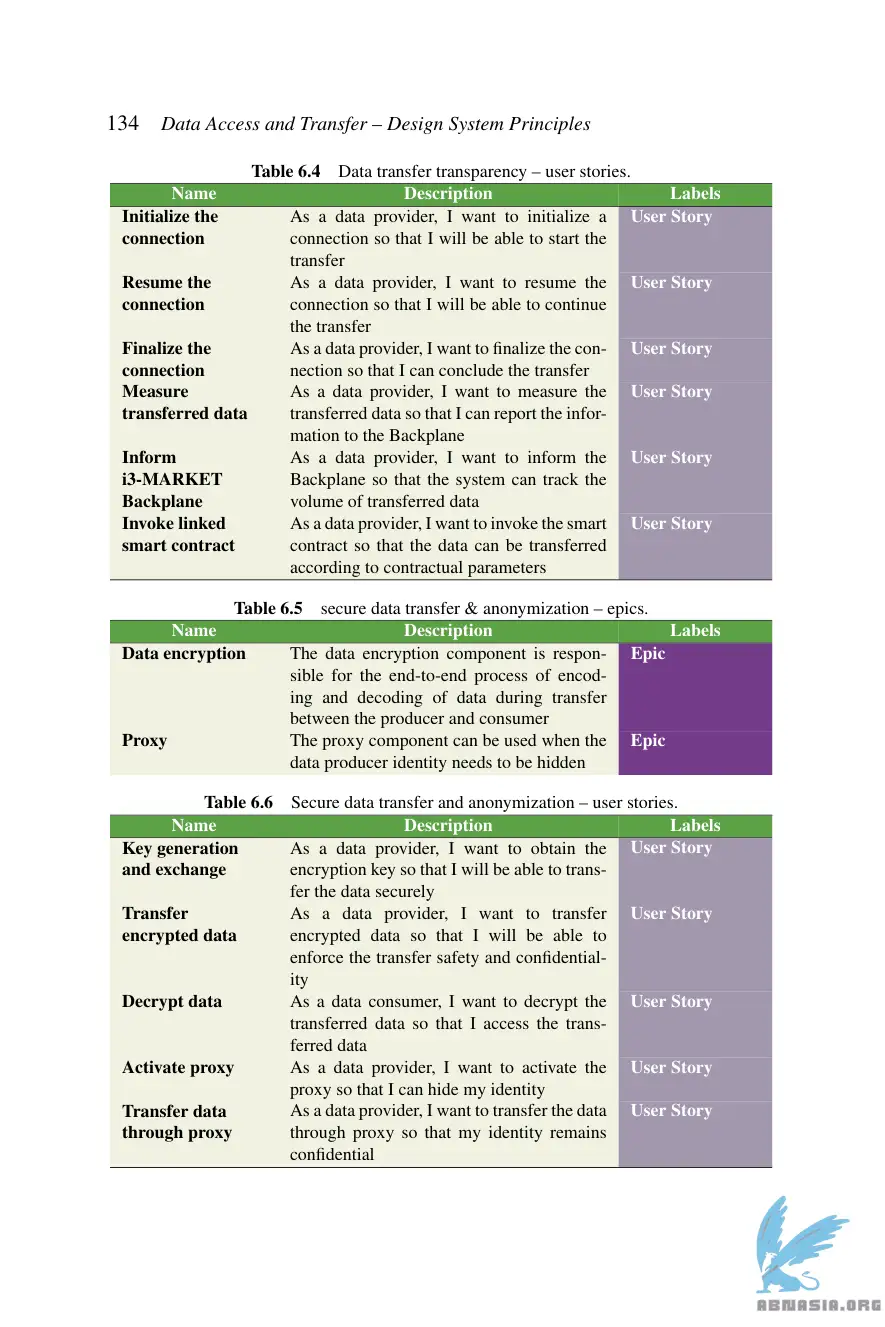 134 Data Access and Transfer – Design System Principles
Table 6.4 Data transfer transparency – user stories.
Name Description Labels
Initialize the As a data provider, I want to initialize a User Story
connection connection so that I will be able to start the
transfer
Resume the As a data provider, I want to resume the User Story
connection connection so that I will be able to continue
the transfer
Finalize the As a data provider, I want to finalize the con- User Story
connection nection so that I can conclude the transfer
Measure As a data provider, I want to measure the User Story
transferred data transferred data so that I can report the infor-
mation to the Backplane
Inform As a data provider, I want to inform the User Story
i3-MARKET Backplane so that the system can track the
Backplane volume of transferred data
Invoke linked As a data provider, I want to invoke the smart User Story
smart contract contract so that the data can be transferred
according to contractual parameters
Table 6.5 secure data transfer & anonymization – epics.
Name Description Labels
Data encryption The data encryption component is respon- Epic
sible for the end-to-end process of encod-
ing and decoding of data during transfer
between the producer and consumer
Proxy The proxy component can be used when the Epic
data producer identity needs to be hidden
Table 6.6 Secure data transfer and anonymization – user stories.
Name Description Labels
Key generation As a data provider, I want to obtain the User Story
and exchange encryption key so that I will be able to trans-
fer the data securely
Transfer As a data provider, I want to transfer User Story
encrypted data encrypted data so that I will be able to
enforce the transfer safety and confidential-
ity
Decrypt data As a data consumer, I want to decrypt the User Story
transferred data so that I access the trans-
ferred data
Activate proxy As a data provider, I want to activate the User Story
proxy so that I can hide my identity
Transfer data As a data provider, I want to transfer the data User Story
through proxy through proxy so that my identity remains
confidential
ABNASIA.ORG